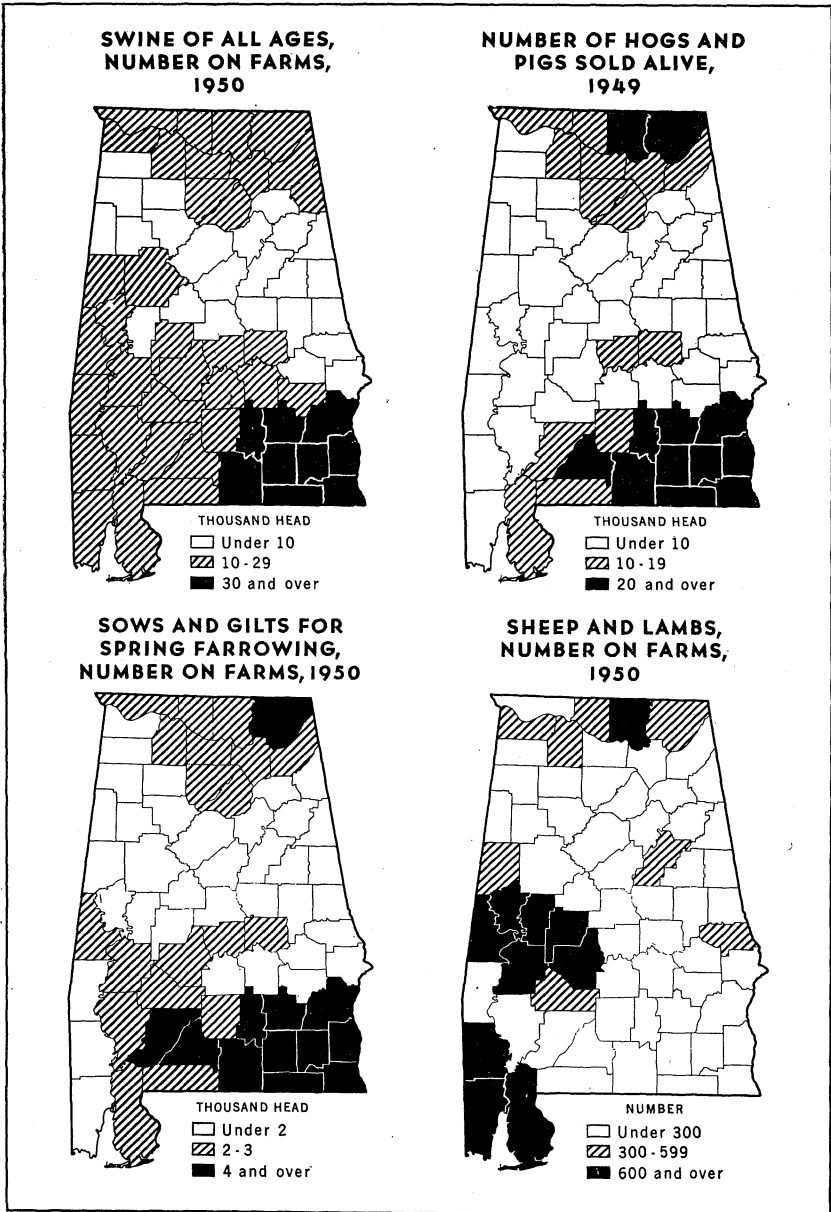 SWINE OF ALL AGES,
NUMBER ON FARMS,
1950
THOUSAND HEAD
Under 10
10-29
30 and over
NUMBER OF HOGS AND
PIGS SOLD ALIVE,
1949
THOUSAND HEAD
Under 10
10-19
20 and over
SOWS AND GILTS FOR
SPRING FARROWING,
NUMBER ON FARMS, 1950
THOUSAND HEAD
Under 2
2-3
4 and over
SHEEP AND LAMBS,
NUMBER ON FARMS,
1950
NUMBER
Under 300
300-599
600 and over